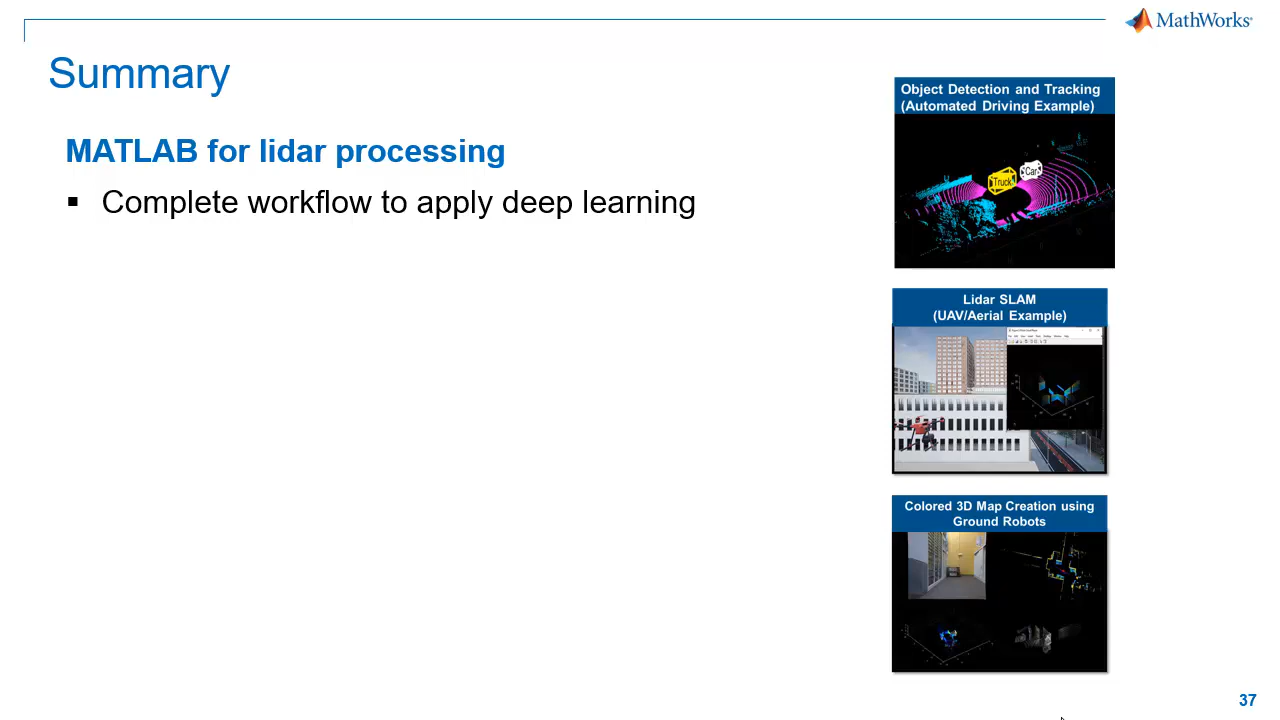 MathWorks
Summary
MATLAB for lidar processing
▪ Complete workflow to apply deep learning
Object Detection and Tracking
(Automated Driving Example)
Truck
Car
Lidar SLAM
(UAV/Aerial Example)
Colored 3D Map Creation using
Ground Robots
37